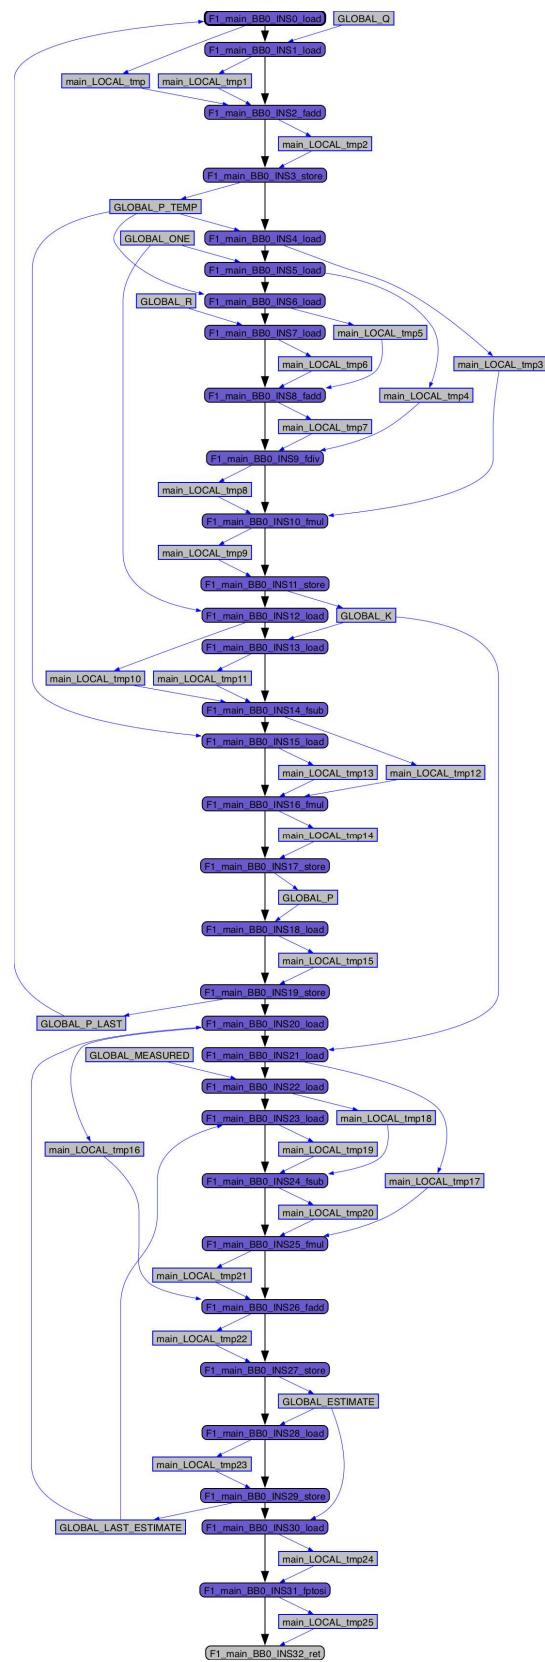 F1_main_BB0_INS0_load
GLOBAL_Q
F1_main_BB0_INS1_load
main_LOCAL_tmp
main_LOCAL_tmp1
F1_main_BB0_INS2_fadd
main_LOCAL_tmp2
F1_main_BB0_INS3_store
GLOBAL_P_TEMP
GLOBAL_ONE
F1_main_BB0_INS4_load
F1_main_BB0_INS5_load
GLOBAL_R
F1_main_BB0_INS6_load
F1_main_BB0_INS7_load
main_LOCAL_tmp5
main_LOCAL_tmp6
main_LOCAL_tmp3
F1_main_BB0_INS8_fadd
main_LOCAL_tmp4
main_LOCAL_tmp7
F1_main_BB0_INS9_fdiv
main_LOCAL_tmp8
F1_main_BB0_INS10_fmul
main_LOCAL_tmp9
F1_main_BB0_INS11_store
F1_main_BB0_INS12_load
GLOBAL_K
F1_main_BB0_INS13_load
main_LOCAL_tmp10
main_LOCAL_tmp11
F1_main_BB0_INS14_fsub
F1_main_BB0_INS15_load
main_LOCAL_tmp13
main_LOCAL_tmp12
F1_main_BB0_INS16_fmul
main_LOCAL_tmp14
F1_main_BB0_INS17_store
GLOBAL_P
F1_main_BB0_INS18_load
main_LOCAL_tmp15
F1_main_BB0_INS19_store
GLOBAL_P_LAST
F1_main_BB0_INS20_load
GLOBAL_MEASURED
F1_main_BB0_INS21_load
F1_main_BB0_INS22_load
F1_main_BB0_INS23_load
main_LOCAL_tmp18
main_LOCAL_tmp16
main_LOCAL_tmp19
F1_main_BB0_INS24_fsub
main_LOCAL_tmp17
main_LOCAL_tmp20
F1_main_BB0_INS25_fmul
main_LOCAL_tmp21
F1_main_BB0_INS26_fadd
main_LOCAL_tmp22
F1_main_BB0_INS27_store
GLOBAL_ESTIMATE
F1_main_BB0_INS28_load
main_LOCAL_tmp23
F1_main_BB0_INS29_store
GLOBAL_LAST_ESTIMATE
F1_main_BB0_INS30_load
main_LOCAL_tmp24
F1_main_BB0_INS31_fptosi
main_LOCAL_tmp25
F1_main_BB0_INS32_ret